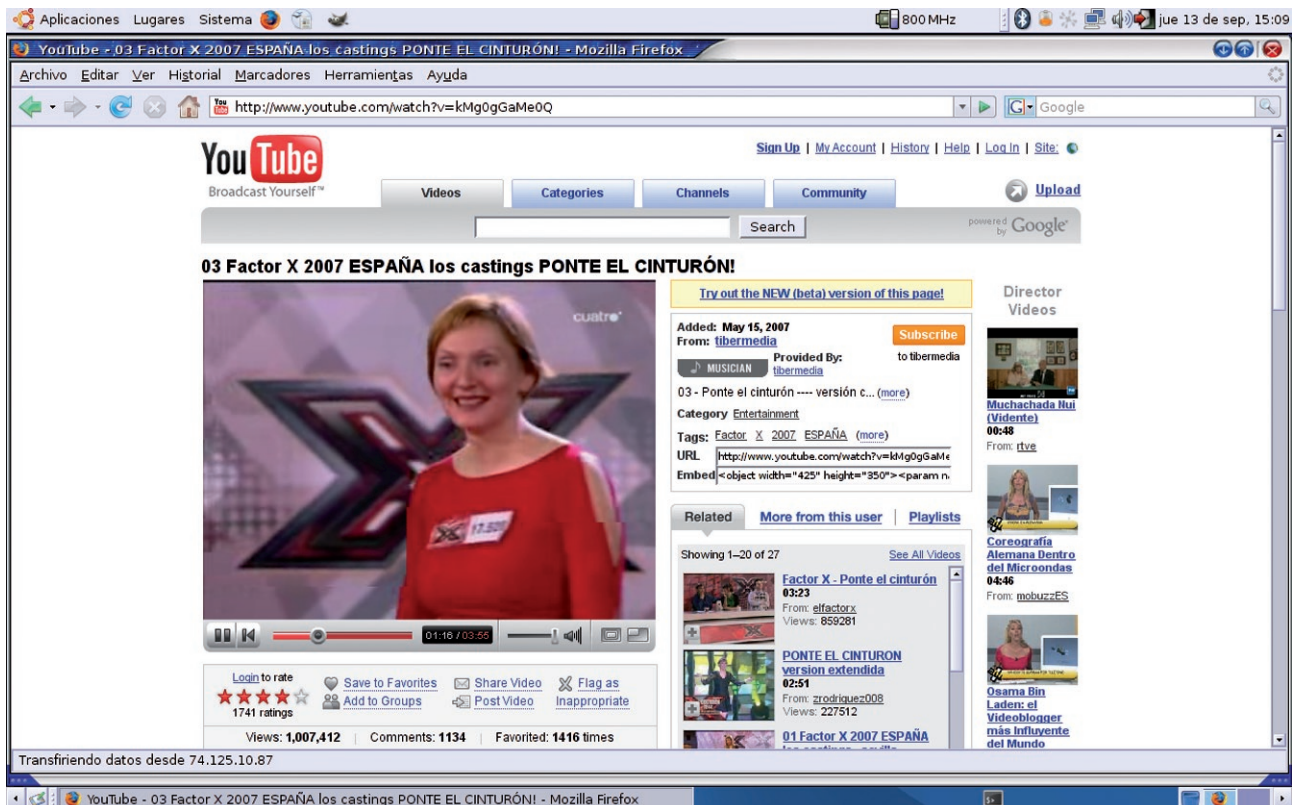 Aplicaciones Lugares Sistema 800 MHz jue 13 de sep, 15:09
YouTube - 03 Factor X 2007 ESPAÑA los castings PONTE EL CINTURÓN! - Mozilla Firefox
Archivo Editar Ver Historial Marcadores Herramientas Ayuda
http://www.youtube.com/watch?v=kMg0gGaMe0Q G Google
You Tube
Broadcast Yourself™
Sign Up | My Account | History | Help | Log In | Site:
Videos Categories Channels Community Upload
Search powered by Google
03 Factor X 2007 ESPAÑA los castings PONTE EL CINTURÓN!
cuatro
X 17.505
01:16 / 03:55
Login to rate
1741 ratings
Save to Favorites Share Video Flag as Inappropriate
Add to Groups Post Video
Views: 1,007,412 | Comments: 1134 | Favorited: 1416 times
Try out the NEW (beta) version of this page!
Added: May 15, 2007
From: tibermedia
Subscribe
to tibermedia
MUSICIAN Provided By:
tibermedia
03 - Ponte el cinturón ---- versión c... (more)
Category Entertainment
Tags: Factor X 2007 ESPAÑA (more)
URL http://www.youtube.com/watch?v=kMg0gGaMe
Embed <object width="425" height="350"><param n
Related More from this user | Playlists
Showing 1-20 of 27 See All Videos
Factor X - Ponte el cinturón
03:23
From: elfactorx
Views: 859281
PONTE EL CINTURON
version extendida
02:51
From: zrodriguez008
Views: 227512
01 Factor X 2007 ESPAÑA
Director
Videos
Muchachada Nui
(Vidente)
00:48
From: rtve
Coreografía
Alemana Dentro
del Microondas
04:46
From: mobuzzES
Osama Bin
Laden: el
Videoblogger
más Influyente
del Mundo
Transfiriendo datos desde 74.125.10.87
YouTube - 03 Factor X 2007 ESPAÑA los castings PONTE EL CINTURÓN! - Mozilla Firefox